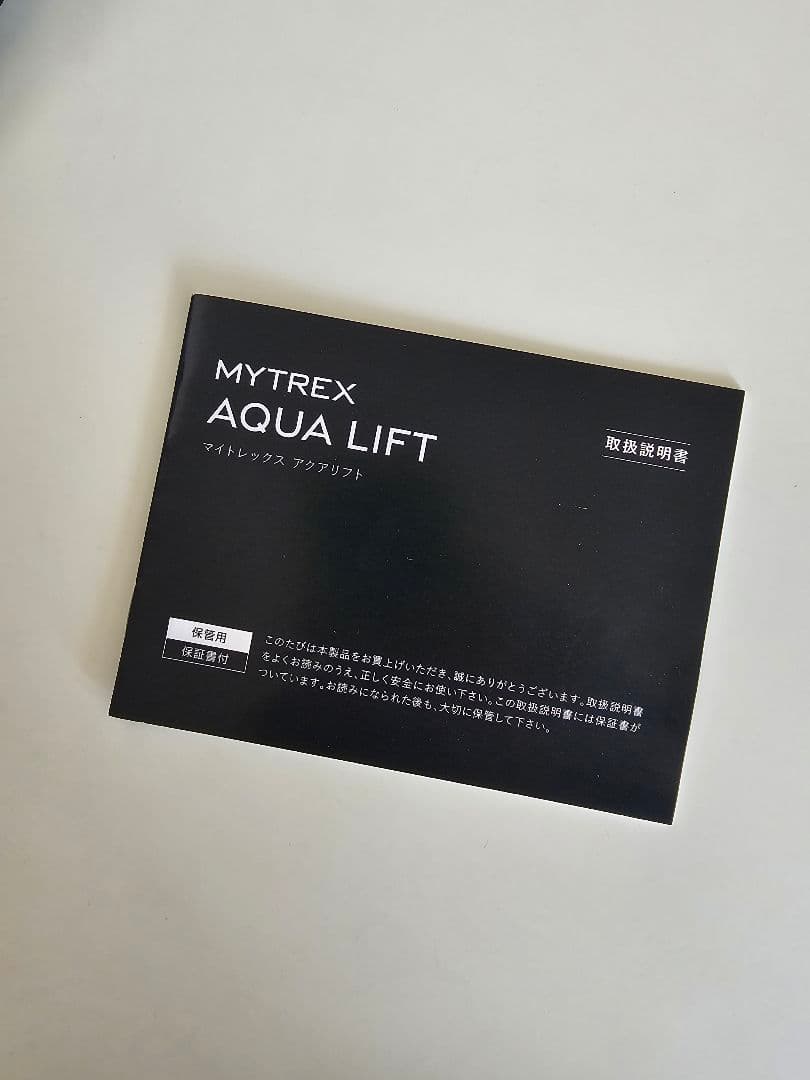 MYTREX
AQUA LIFT
マイトレックス アクアリフト
取扱説明書
保管用
保証書付
このたびは本製品をお買上げいただき、誠にありがとうございます。取扱説明書
をよくお読みのうえ、正しく安全にお使い下さい。この取扱説明書には保証書が
ついています。お読みになられた後も、大切に保管して下さい。